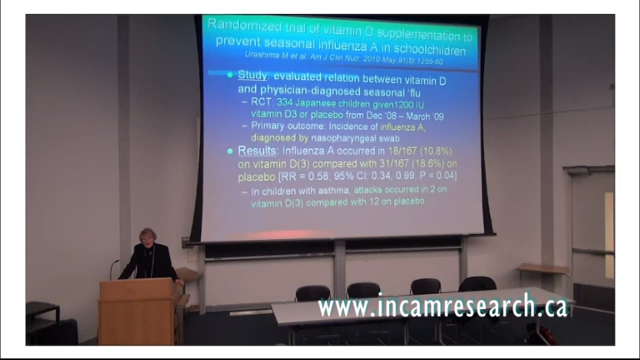 Randomized trial of vitamin D supplementation to
prevent seasonal influenza A in schoolchildren
Urashima M et al. Am J Clin Nutr. 2010 May;91(5):1255-60
• Study: evaluated relation between vitamin D
and physician-diagnosed seasonal 'flu
– RCT: 334 Japanese children given1200 IU
vitamin D3 or placebo from Dec '08 – March '09
– Primary outcome: Incidence of influenza A,
diagnosed by nasopharyngeal swab
• Results: Influenza A occurred in 18/167 (10.8%)
on vitamin D(3) compared with 31/167 (18.6%) on
placebo [RR = 0.58, 95% CI: 0.34, 0.99, P = 0.04]
– In children with asthma, attacks occurred in 2 on
vitamin D(3) compared with 12 on placebo
www.incamresearch.ca